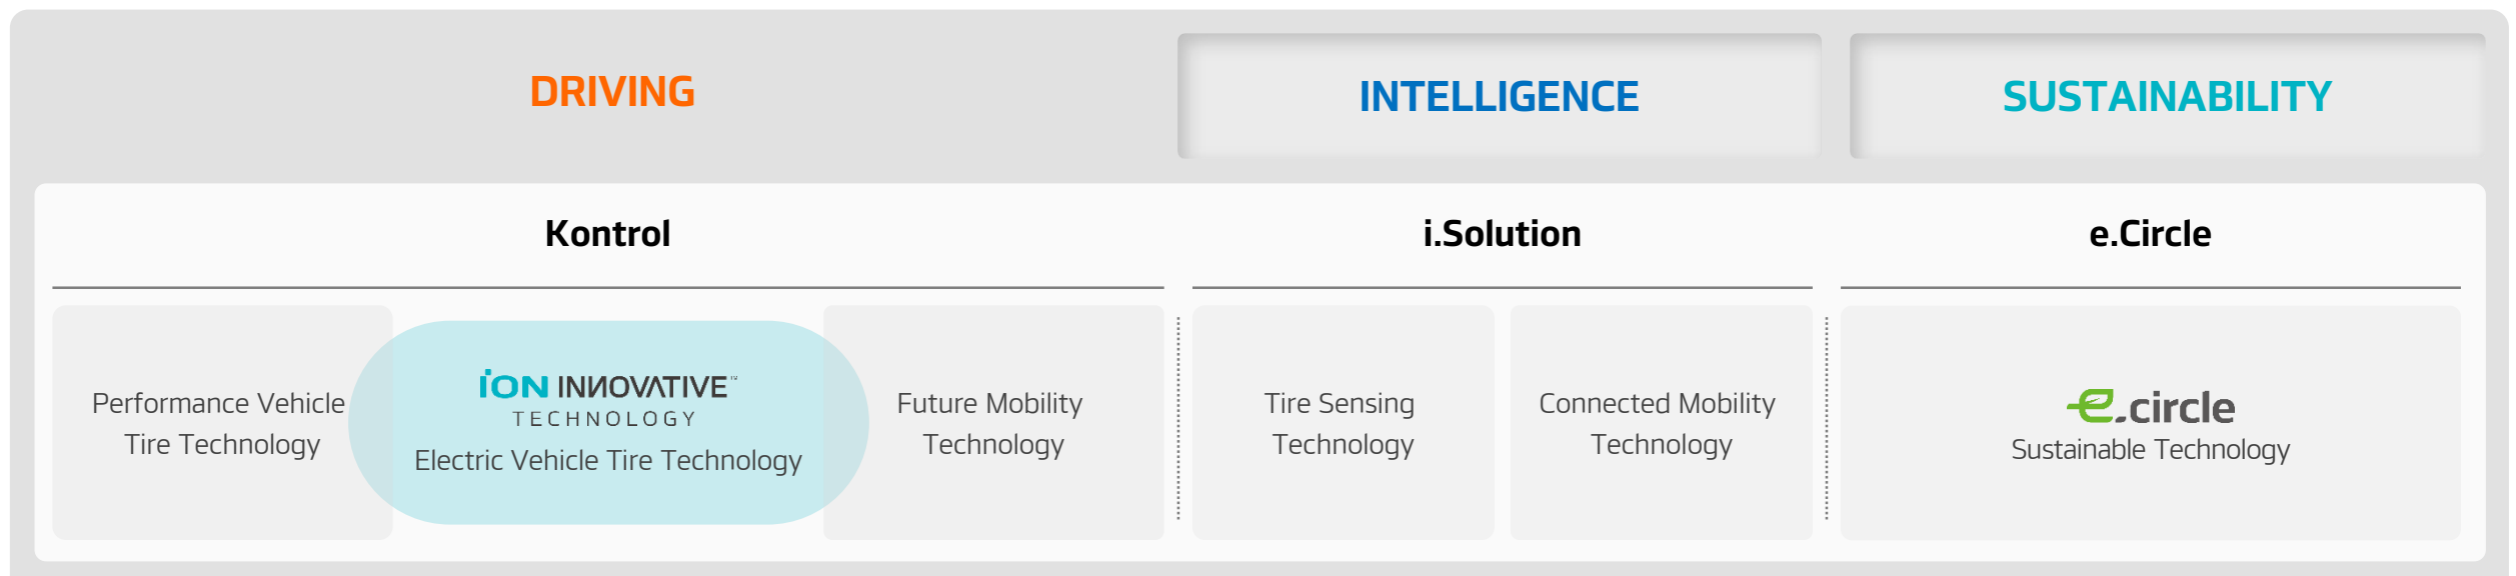 DRIVING
INTELLIGENCE
SUSTAINABILITY
Kontrol
i.Solution
e.Circle
Performance Vehicle
Tire Technology
iON INNOVATIVE™
TECHNOLOGY
Electric Vehicle Tire Technology
Future Mobility
Technology
Tire Sensing
Technology
Connected Mobility
Technology
e.circle
Sustainable Technology